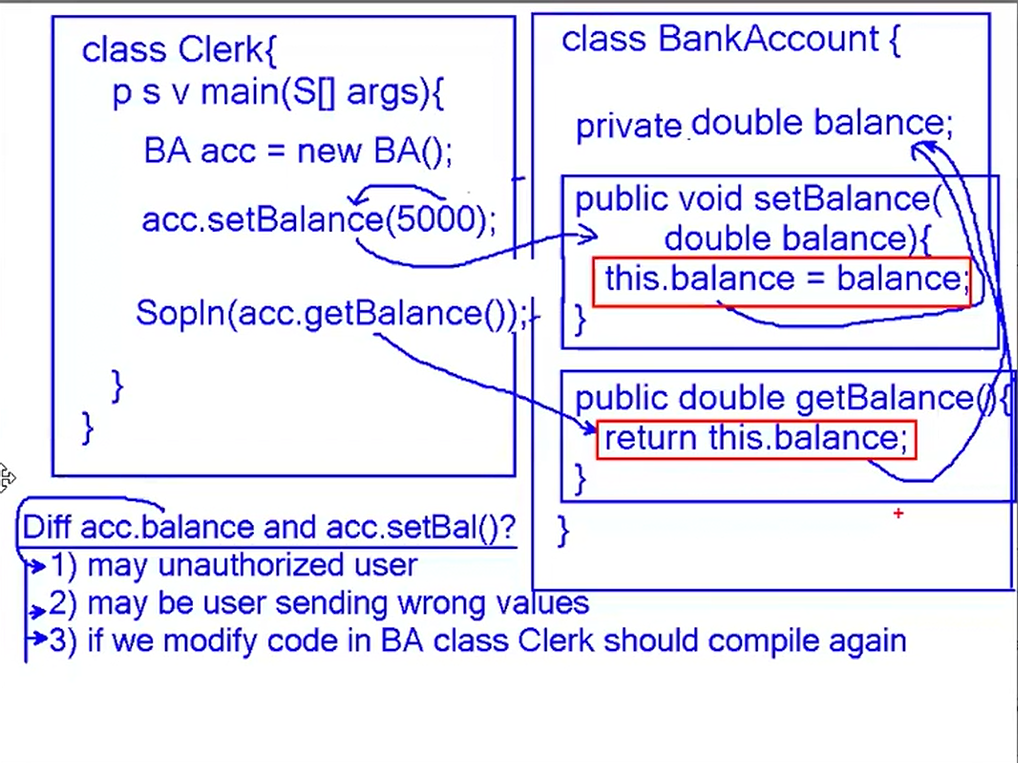 class Clerk{
p s v main(S[] args){
BA acc = new BA();
acc.setBalance(5000);
Sopln(acc.getBalance());
}
}
class BankAccount {
private double balance;
public void setBalance(
double balance){
this.balance = balance;
}
public double getBalance(){
return this.balance;
}
}
Diff acc.balance and acc.setBal()?
1) may unauthorized user
2) may be user sending wrong values
3) if we modify code in BA class Clerk should compile again